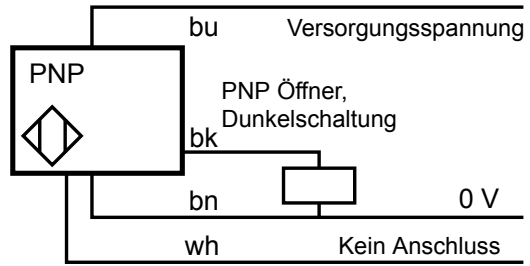 bu Versorgungsspannung
PNP
PNP Öffner,
Dunkelschaltung
bk
bn 0 V
wh Kein Anschluss